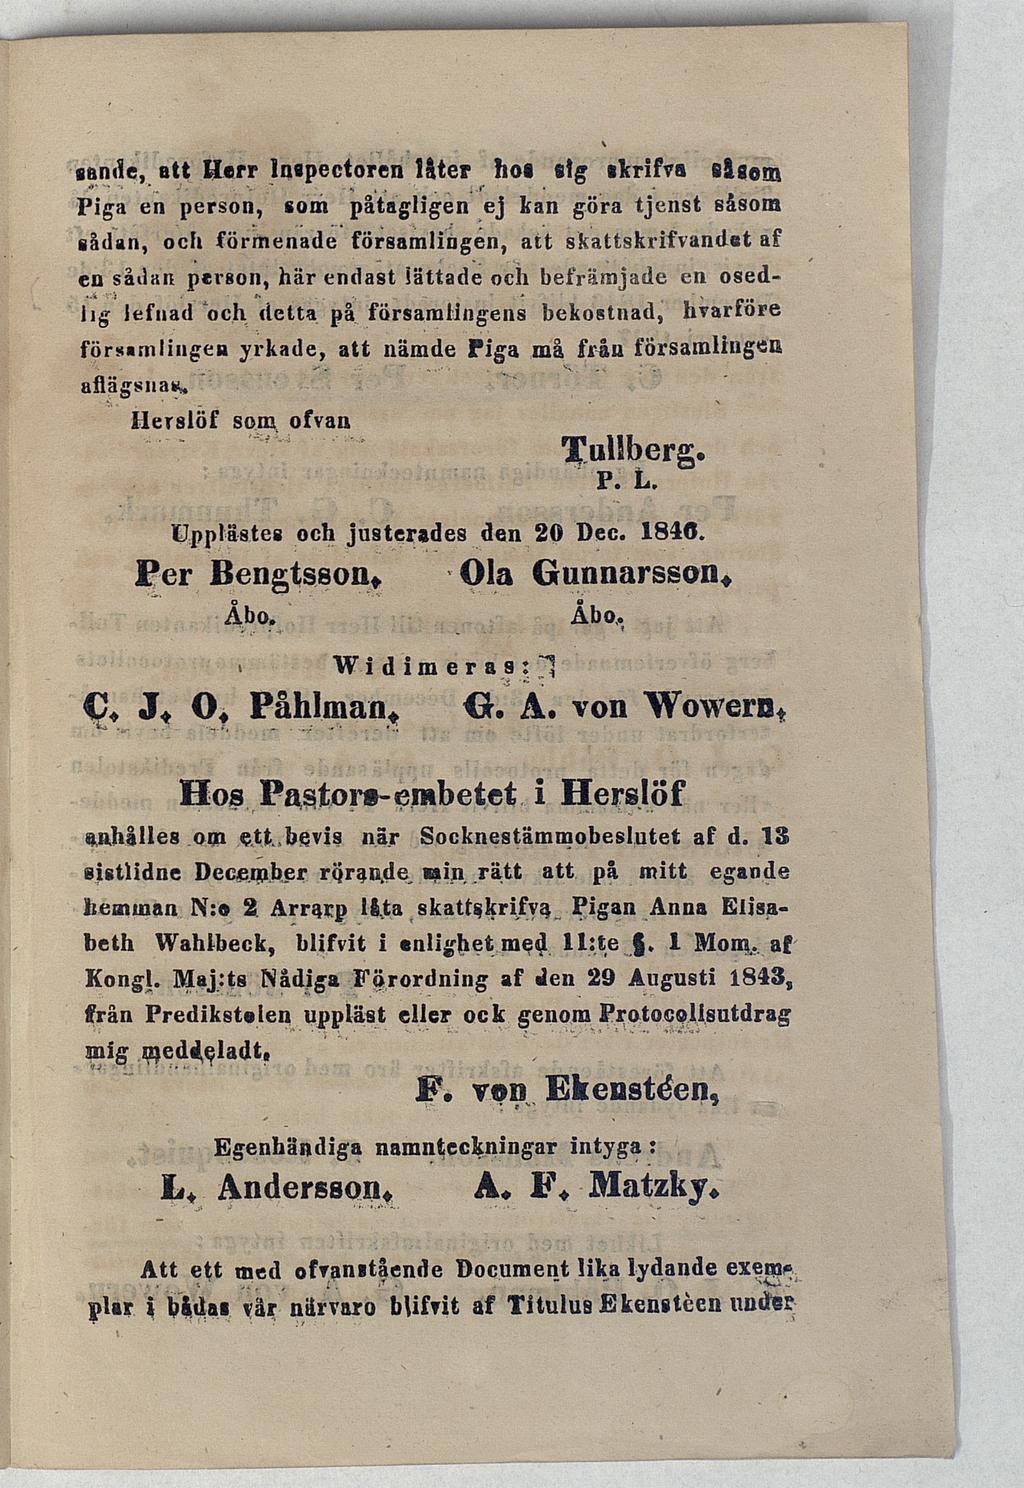 sande, att Herr Inspectoren låter hos sig skrifva såsom
Piga en person, som påtagligen ej kan göra tjenst såsom
sådan, och förmenade församlingen, att skattskrifvandet af
en sådan person, här endast lättade och befrämjade en osed-
lig lefnad och detta på församlingens bekostnad, hvarföre
församlingen yrkade, att nämde Piga må från församlingen
aflägsnas.
Herslöf som ofvan
Tullberg.
P. L.
Upplästes och justerades den 20 Dec. 1846.
Per Bengtsson. Ola Gunnarsson.
Åbo. Åbo.
Widimeras:
C. J. O. Påhlman. G. A. von Wowern.
Hos Pastors-embetet i Herslöf
anhålles om ett bevis när Socknestämmobeslutet af d. 13
sistlidne December rörande min rätt att på mitt egande
hemman N:o 2 Arrarp låta skattskrifva Pigan Anna Elisa-
beth Wahlbeck, blifvit i enlighet med 11:te §. 1 Mom. af
Kongl. Maj:ts Nådiga Förordning af den 29 Augusti 1843,
från Predikstolen uppläst eller ock genom Protocollsutdrag
mig meddeladt.
F. von Ekenstéen,
Egenhändiga namnteckningar intyga:
L. Andersson. A. F. Matzky.
Att ett med ofvanstående Document lika lydande exem-
plar i bådas vår närvaro blifvit af Titulus Ekenstèen under